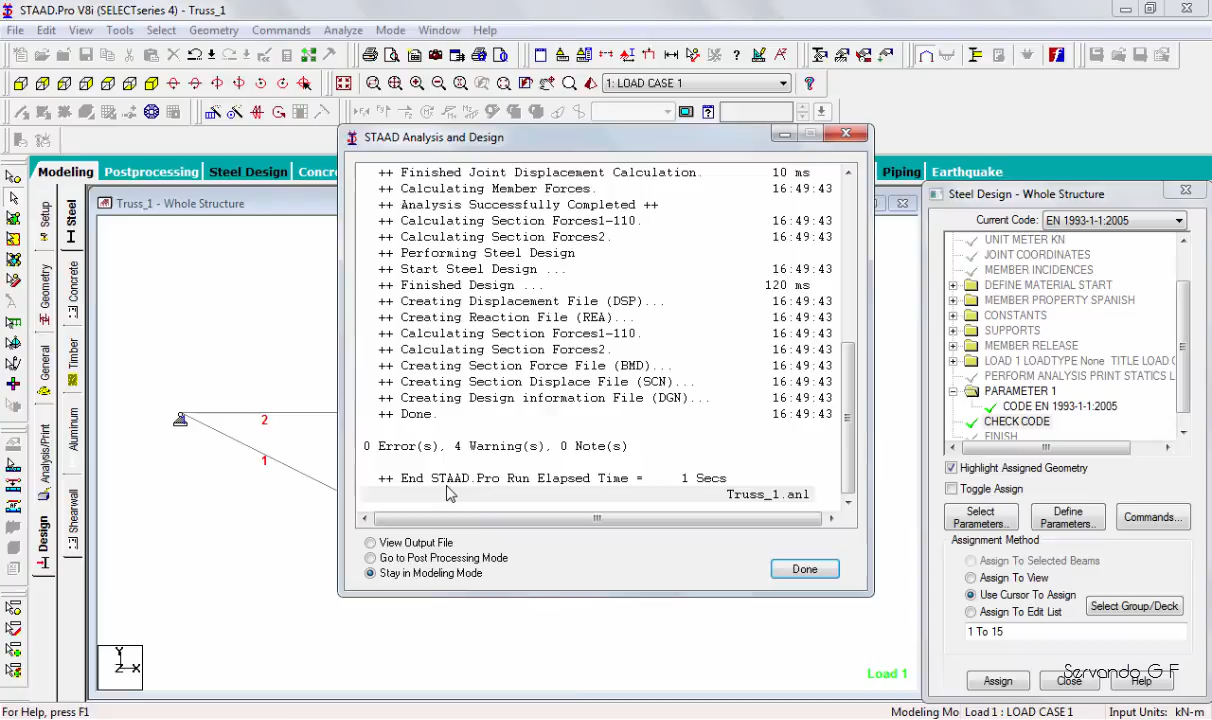 STAAD.Pro V8i (SELECTseries 4) - Truss_1
File Edit View Tools Select Geometry Commands Analyze Mode Window Help
1: LOAD CASE 1
Modeling Postprocessing Steel Design Concr Piping Earthquake
Truss_1 - Whole Structure
Setup
Geometry
General
Analysis/Print
Design
Steel
Concrete
Timber
Aluminum
Shearwall
2
1
Y
Z X
Load 1
STAAD Analysis and Design
++ Finished Joint Displacement Calculation. 10 ms
++ Calculating Member Forces. 16:49:43
++ Analysis Successfully Completed ++
++ Calculating Section Forces1-110. 16:49:43
++ Calculating Section Forces2. 16:49:43
++ Performing Steel Design
++ Start Steel Design ... 16:49:43
++ Finished Design ... 120 ms
++ Creating Displacement File (DSP)... 16:49:43
++ Creating Reaction File (REA)... 16:49:43
++ Calculating Section Forces1-110. 16:49:43
++ Calculating Section Forces2. 16:49:43
++ Creating Section Force File (BMD)... 16:49:43
++ Creating Section Displace File (SCN)... 16:49:43
++ Creating Design information File (DGN)... 16:49:43
++ Done. 16:49:43
0 Error(s), 4 Warning(s), 0 Note(s)
++ End STAAD.Pro Run Elapsed Time = 1 Secs
Truss_1.anl
View Output File
Go to Post Processing Mode
Stay in Modeling Mode
Done
Steel Design - Whole Structure
Current Code: EN 1993-1-1:2005
UNIT METER KN
JOINT COORDINATES
MEMBER INCIDENCES
DEFINE MATERIAL START
MEMBER PROPERTY SPANISH
CONSTANTS
SUPPORTS
MEMBER RELEASE
LOAD 1 LOADTYPE None TITLE LOAD C
PERFORM ANALYSIS PRINT STATICS L
PARAMETER 1
CODE EN 1993-1-1:2005
CHECK CODE
FINISH
Highlight Assigned Geometry
Toggle Assign
Select Parameters...
Define Parameters...
Commands...
Assignment Method
Assign To Selected Beams
Assign To View
Use Cursor To Assign
Assign To Edit List
Select Group/Deck
1 To 15
Servando G F
Assign Close Help
For Help, press F1
Modeling Mo Load 1 : LOAD CASE 1 Input Units: kN-m